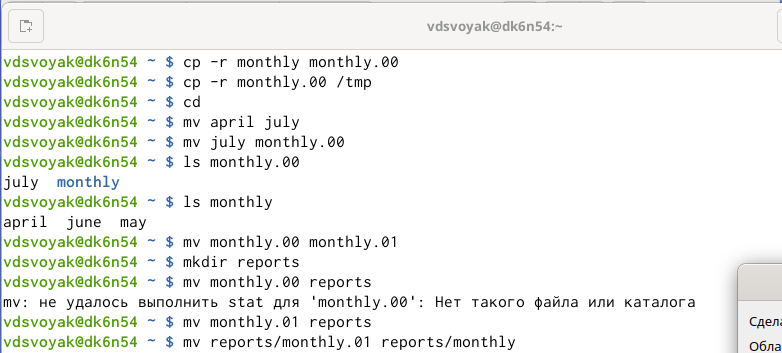 vdsvoyak@dk6n54:~
vdsvoyak@dk6n54 ~ $ cp -r monthly monthly.00
vdsvoyak@dk6n54 ~ $ cp -r monthly.00 /tmp
vdsvoyak@dk6n54 ~ $ cd
vdsvoyak@dk6n54 ~ $ mv april july
vdsvoyak@dk6n54 ~ $ mv july monthly.00
vdsvoyak@dk6n54 ~ $ ls monthly.00
july  monthly
vdsvoyak@dk6n54 ~ $ ls monthly
april  june  may
vdsvoyak@dk6n54 ~ $ mv monthly.00 monthly.01
vdsvoyak@dk6n54 ~ $ mkdir reports
vdsvoyak@dk6n54 ~ $ mv monthly.00 reports
mv: не удалось выполнить stat для 'monthly.00': Нет такого файла или каталога
vdsvoyak@dk6n54 ~ $ mv monthly.01 reports
vdsvoyak@dk6n54 ~ $ mv reports/monthly.01 reports/monthly